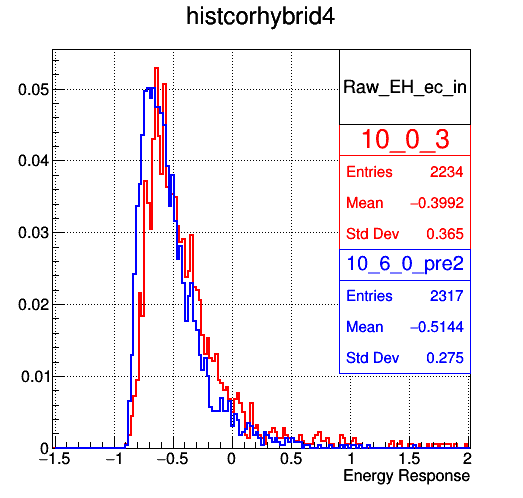 histcorhybrid4
Raw_EH_ec_in
10_0_3
Entries 2234
Mean −0.3992
Std Dev 0.365
10_6_0_pre2
Entries 2317
Mean −0.5144
Std Dev 0.275
0.05
0.04
0.03
0.02
0.01
0
−1.5 −1 −0.5 0 0.5 1 1.5 2
Energy Response